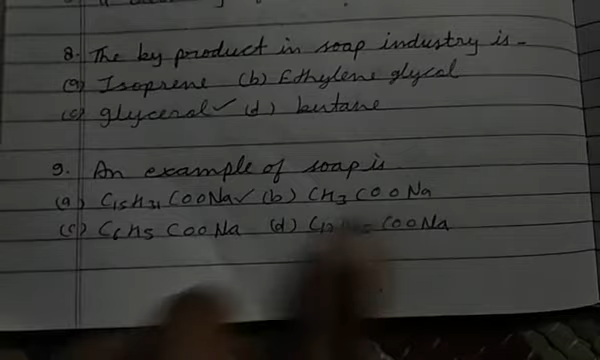 8. The by product in soap industry is -
(a) Isoprene (b) Ethylene glycol
(c) glycerol ✓ (d) butane
9. An example of soap is
(a) C15H31COONa ✓ (b) CH3COONa
(c) C6H5COONa (d) COONa